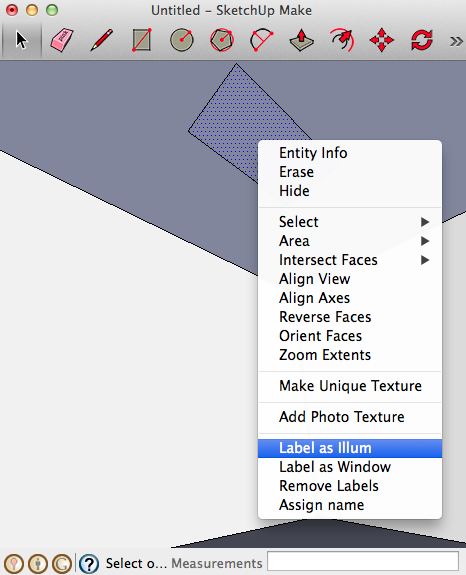 Untitled – SketchUp Make
Entity Info
Erase
Hide
Select
Area
Intersect Faces
Align View
Align Axes
Reverse Faces
Orient Faces
Zoom Extents
Make Unique Texture
Add Photo Texture
Label as Illum
Label as Window
Remove Labels
Assign name
Select o... Measurements